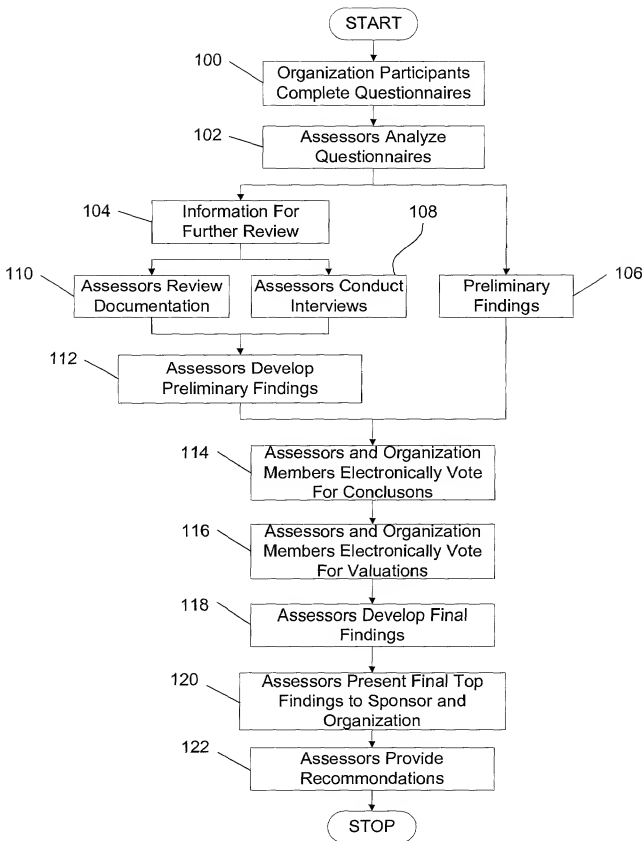 START
100
Organization Participants
Complete Questionnaires
102
Assessors Analyze
Questionnaires
104
Information For
Further Review
108
110
Assessors Review
Documentation
Assessors Conduct
Interviews
Preliminary
Findings
106
112
Assessors Develop
Preliminary Findings
114
Assessors and Organization
Members Electronically Vote
For Conclusons
116
Assessors and Organization
Members Electronically Vote
For Valuations
118
Assessors Develop Final
Findings
120
Assessors Present Final Top
Findings to Sponsor and
Organization
122
Assessors Provide
Recommondations
STOP